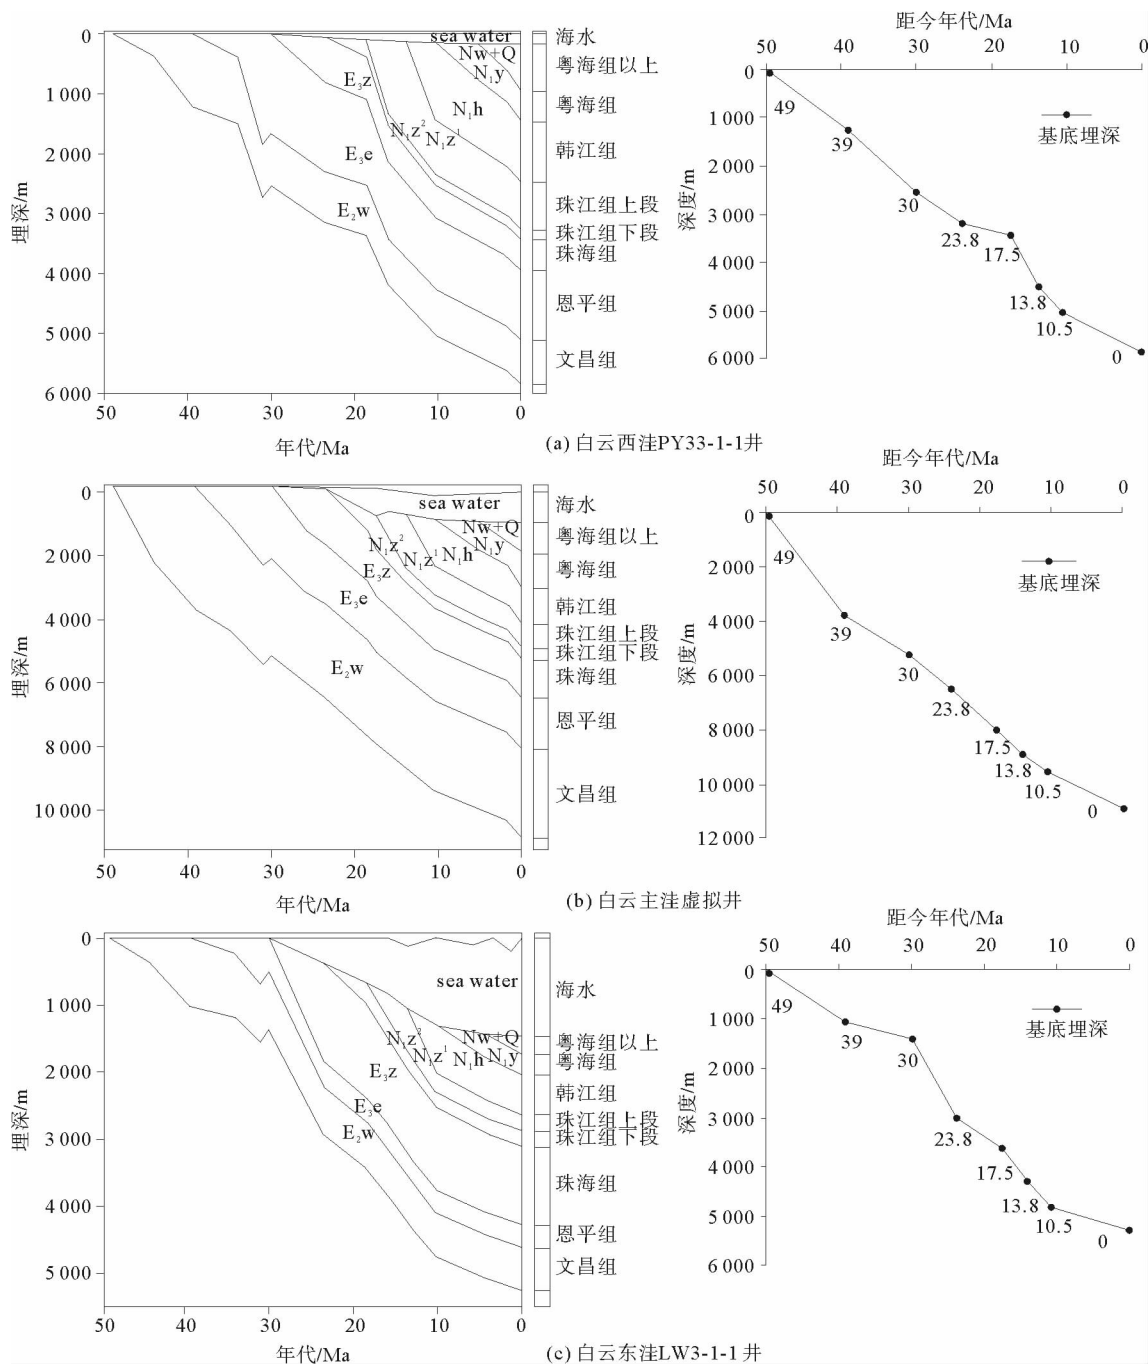 0
1 000
2 000
3 000
4 000
5 000
6 000
埋深/m
50
40
30
20
10
0
年代/Ma
sea water
Nw+Q
N₁y
E₃z
N₁h
N₁z²
N₁z¹
E₃e
E₂w
海水
粤海组以上
粤海组
韩江组
珠江组上段
珠江组下段
珠海组
恩平组
文昌组
距今年代/Ma
50
40
30
20
10
0
0
1 000
2 000
3 000
4 000
5 000
6 000
深度/m
基底埋深
49
39
30
23.8
17.5
13.8
10.5
0
(a) 白云西洼PY33-1-1井
0
2 000
4 000
6 000
8 000
10 000
埋深/m
50
40
30
20
10
0
年代/Ma
sea water
Nw+Q
N₁y
N₁z²
N₁z¹
N₁h
E₃z
E₃e
E₂w
海水
粤海组以上
粤海组
韩江组
珠江组上段
珠江组下段
珠海组
恩平组
文昌组
距今年代/Ma
50
40
30
20
10
0
0
2 000
4 000
6 000
8 000
10 000
12 000
深度/m
基底埋深
49
39
30
23.8
17.5
13.8
10.5
0
(b) 白云主洼虚拟井
0
1 000
2 000
3 000
4 000
5 000
埋深/m
50
40
30
20
10
0
年代/Ma
sea water
Nw+Q
N₁z²
N₁z¹
N₁h
N₁y
E₃z
E₃e
E₂w
海水
粤海组以上
粤海组
韩江组
珠江组上段
珠江组下段
珠海组
恩平组
文昌组
距今年代/Ma
50
40
30
20
10
0
0
1 000
2 000
3 000
4 000
5 000
6 000
深度/m
基底埋深
49
39
30
23.8
17.5
13.8
10.5
0
(c) 白云东洼LW3-1-1井